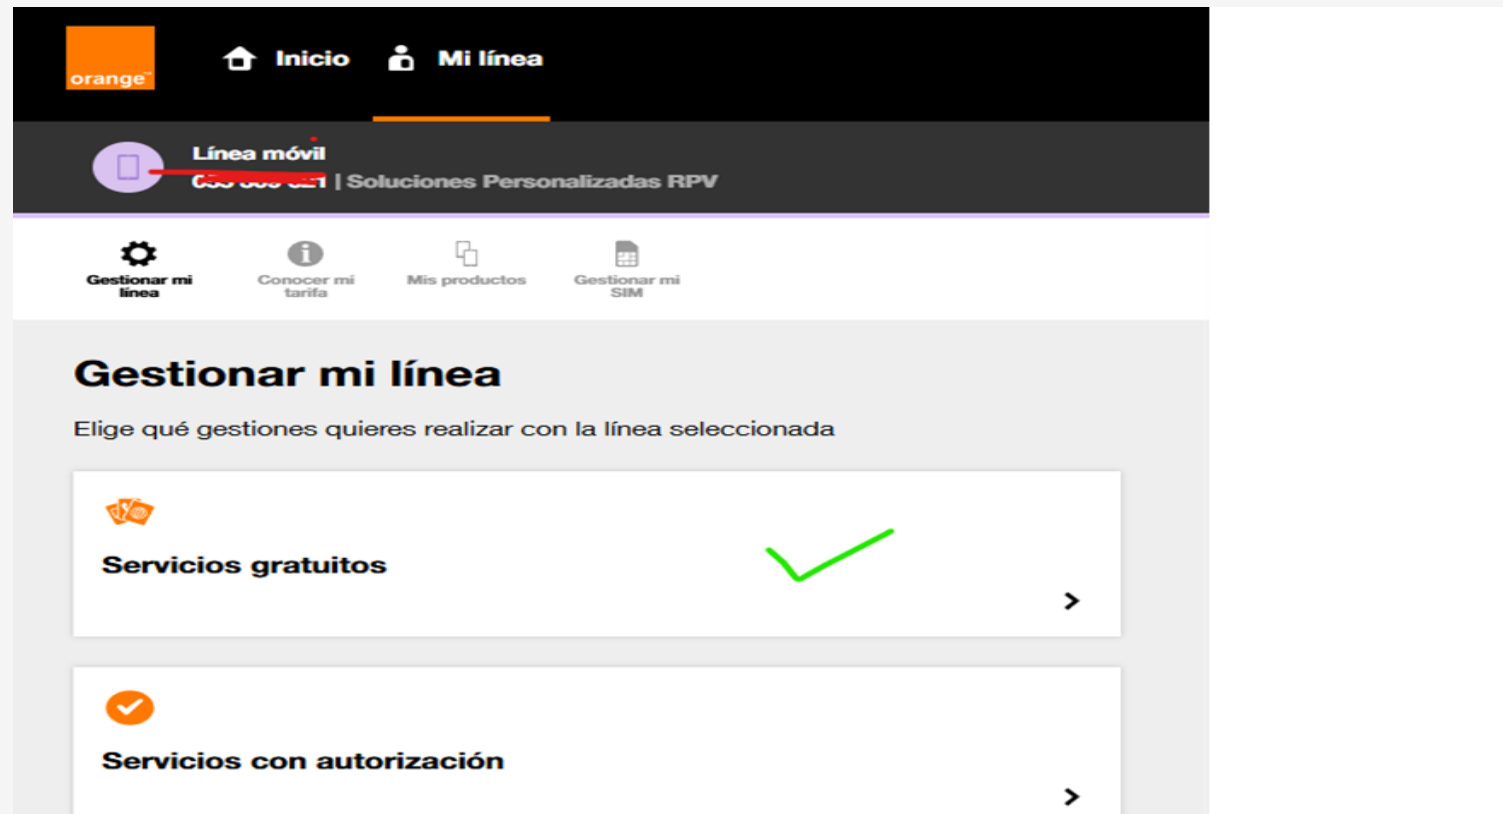 orange™
Inicio
Mi línea
Línea móvil
| Soluciones Personalizadas RPV
Gestionar mi
línea
Conocer mi
tarifa
Mis productos
Gestionar mi
SIM
Gestionar mi línea
Elige qué gestiones quieres realizar con la línea seleccionada
Servicios gratuitos
Servicios con autorización